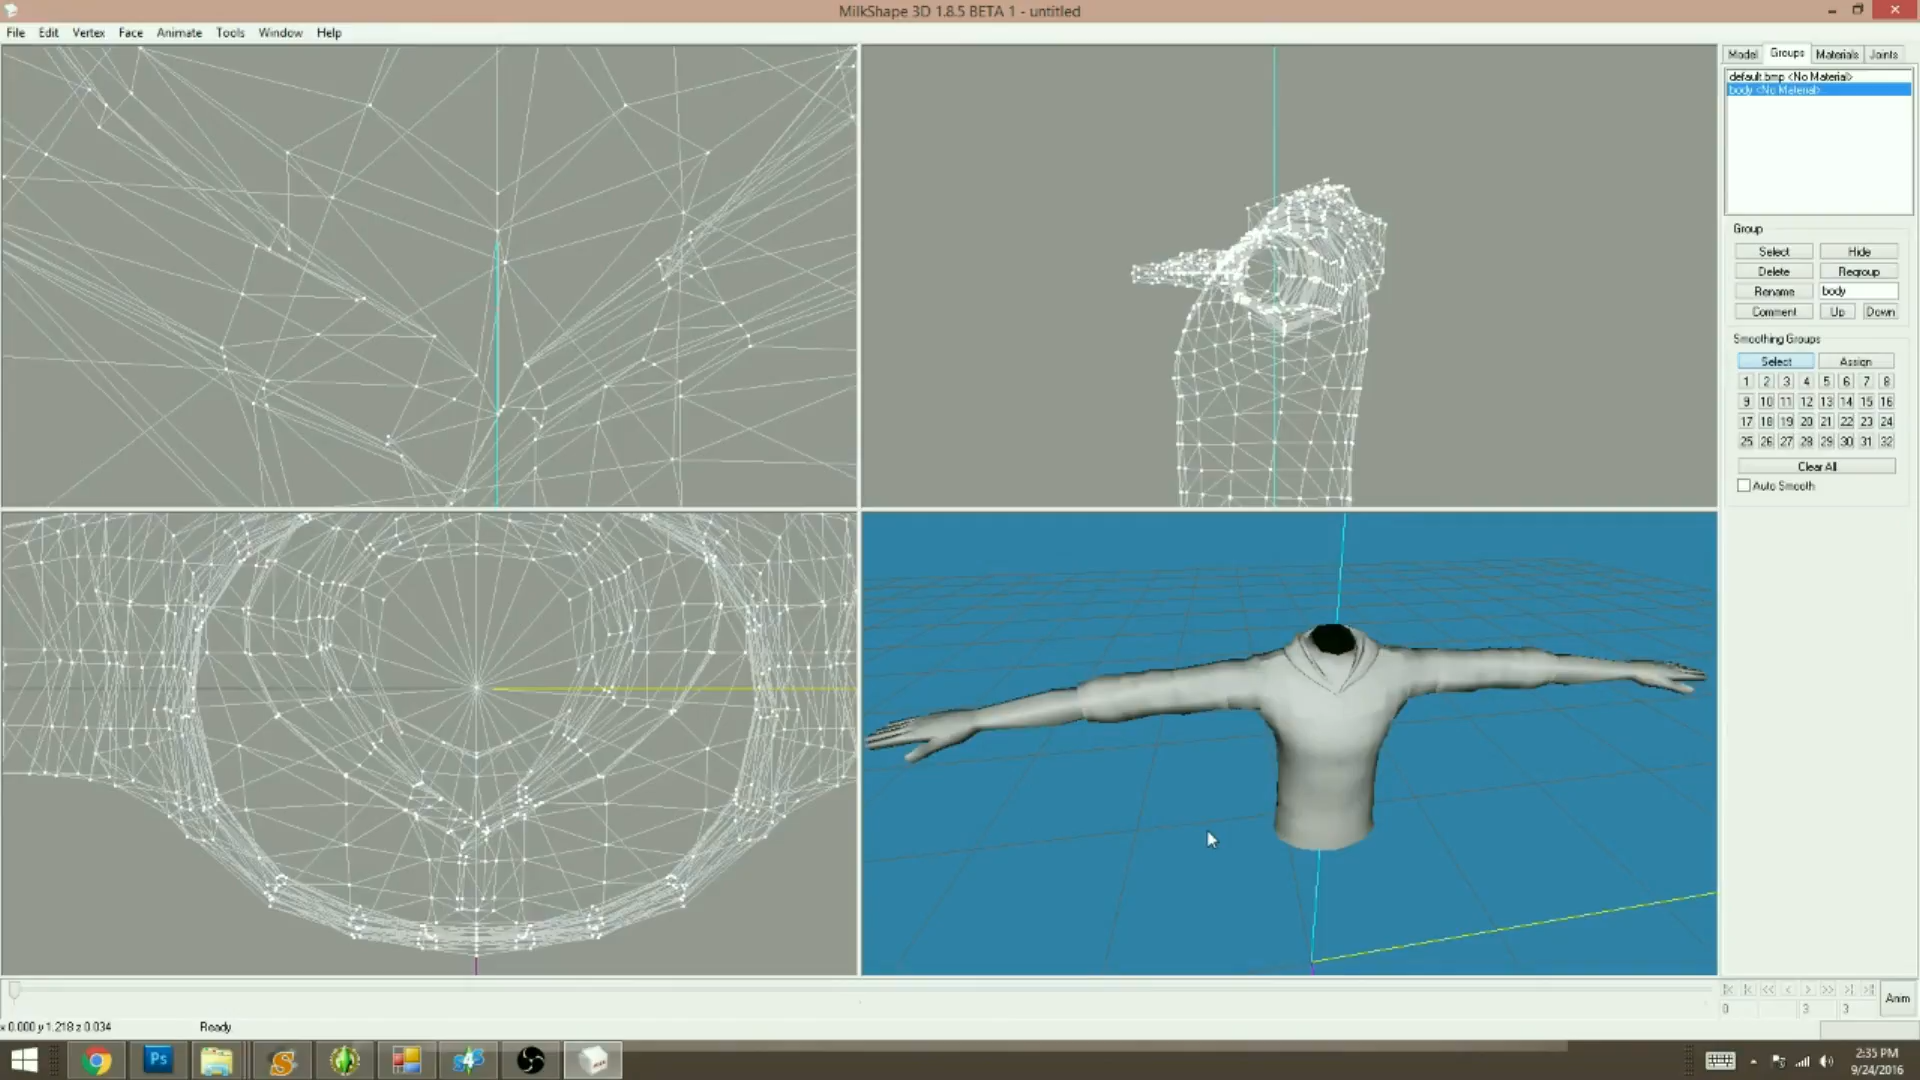 MilkShape 3D 1.8.5 BETA 1 - untitled
File Edit Vertex Face Animate Tools Window Help
Model Groups Materials Joints
default.bmp <No Material>
body <No Material>
Group
Select Hide
Delete Regroup
Rename body
Comment Up Down
Smoothing Groups
Select Assign
1 2 3 4 5 6 7 8
9 10 11 12 13 14 15 16
17 18 19 20 21 22 23 24
25 26 27 28 29 30 31 32
Clear All
Auto Smooth
Anim
0 3 3
x 0.000 y 1.218 z 0.034 Ready
Ps
2:35 PM
9/24/2016